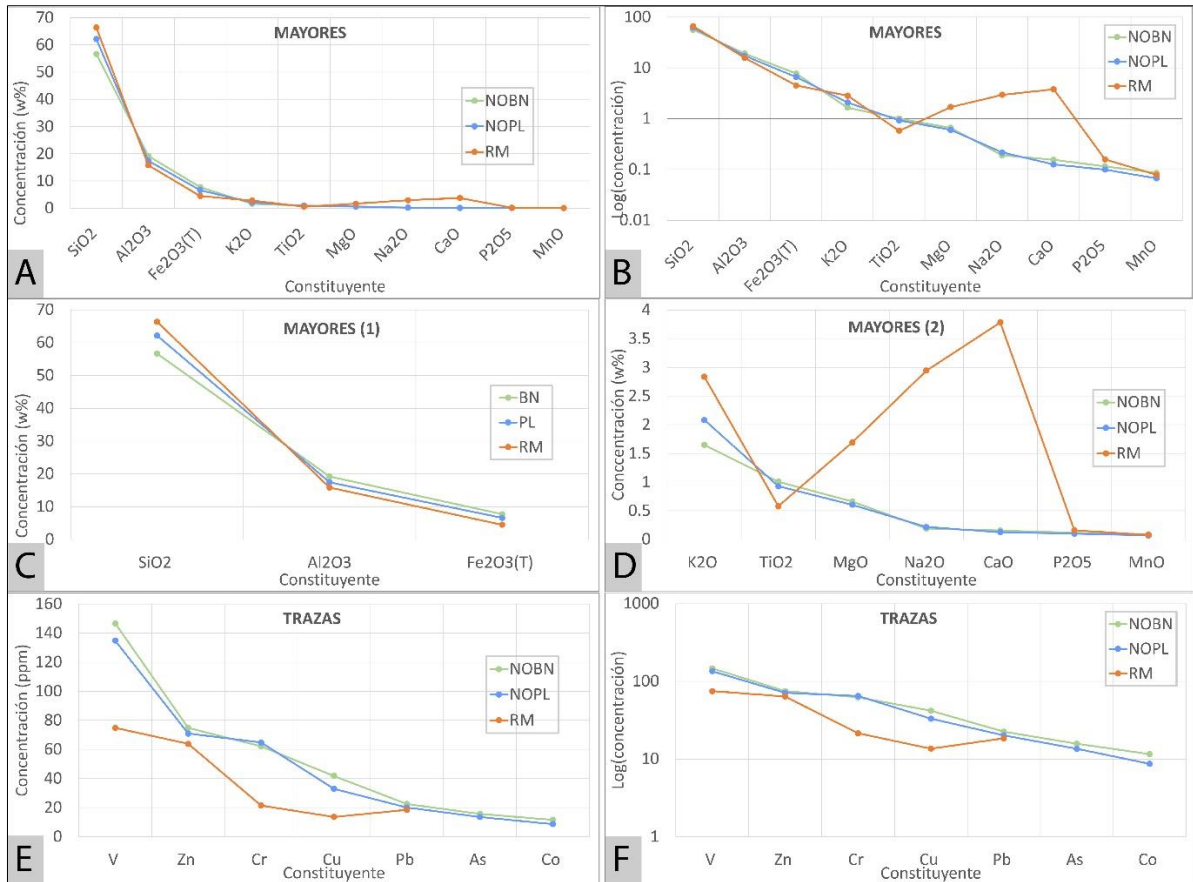 MAYORES
Concentración (w%)
70
60
50
40
30
20
10
0
NOBN
NOPL
RM
SiO2
Al2O3
Fe2O3(T)
K2O
TiO2
MgO
Na2O
CaO
P2O5
MnO
Constituyente
A
MAYORES
Log(concentración)
100
10
1
0.1
0.01
NOBN
NOPL
RM
SiO2
Al2O3
Fe2O3(T)
K2O
TiO2
MgO
Na2O
CaO
P2O5
MnO
Constituyente
B
MAYORES (1)
Concentración (w%)
70
60
50
40
30
20
10
0
BN
PL
RM
SiO2
Al2O3
Fe2O3(T)
Constituyente
C
MAYORES (2)
Conccentración (w%)
4
3.5
3
2.5
2
1.5
1
0.5
0
NOBN
NOPL
RM
K2O
TiO2
MgO
Na2O
CaO
P2O5
MnO
Constituyente
D
TRAZAS
Concentración (ppm)
160
140
120
100
80
60
40
20
0
NOBN
NOPL
RM
V
Zn
Cr
Cu
Pb
As
Co
Constituyente
E
TRAZAS
Log(concentración)
1000
100
10
1
NOBN
NOPL
RM
V
Zn
Cr
Cu
Pb
As
Co
Constituyente
F